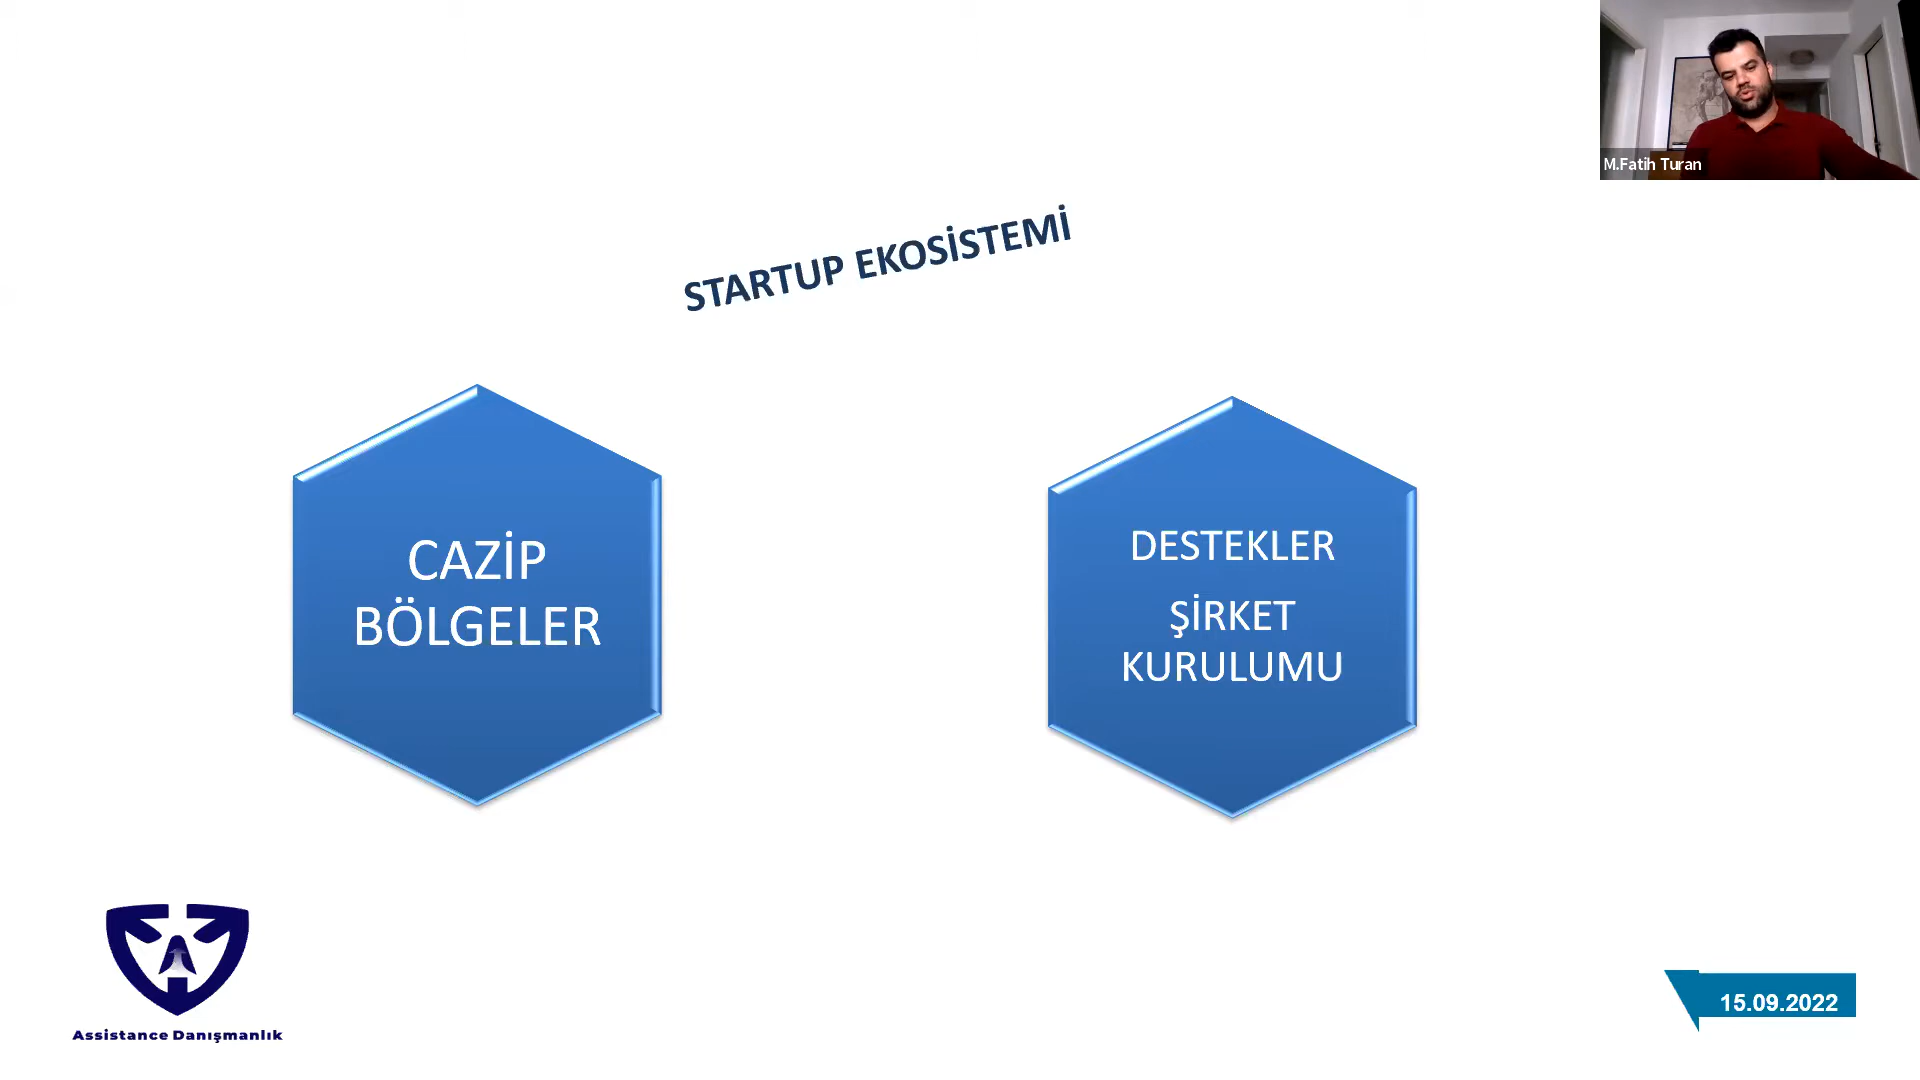 M.Fatih Turan
STARTUP EKOSİSTEMİ
CAZİP
BÖLGELER
DESTEKLER
ŞİRKET
KURULUMU
Assistance Danışmanlık
15.09.2022